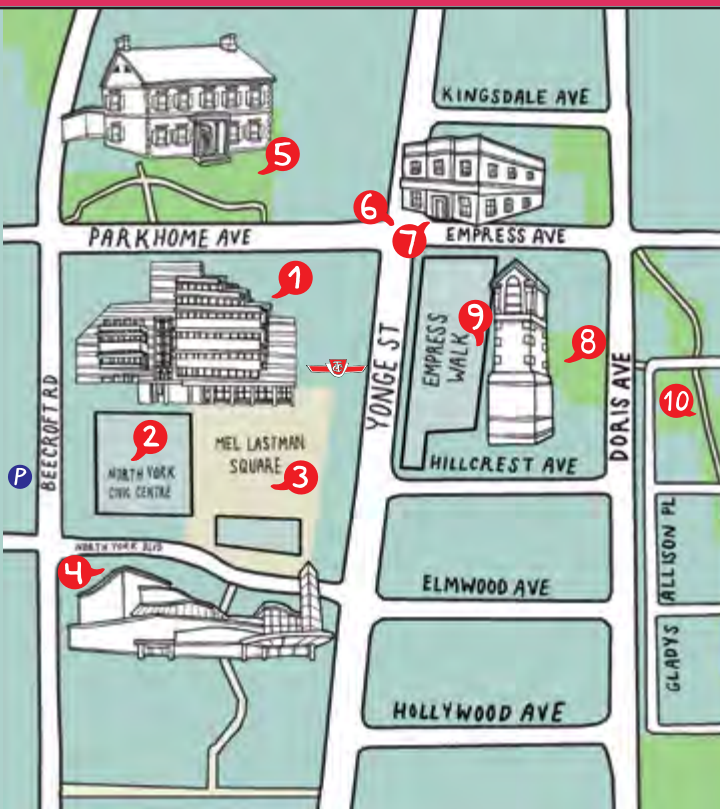 KINGSDALE AVE
5
6
7
PARKHOME AVE
EMPRESS AVE
1
9
8
EMPRESS
WALK
YONGE ST
DORIS AVE
BEECROFT RD
10
2
NORTH YORK
CIVIC CENTRE
MEL LASTMAN
SQUARE
3
P
HILLCREST AVE
ALLISON PL
NORTH YORK BLVD
4
ELMWOOD AVE
GLADYS
HOLLYWOOD AVE